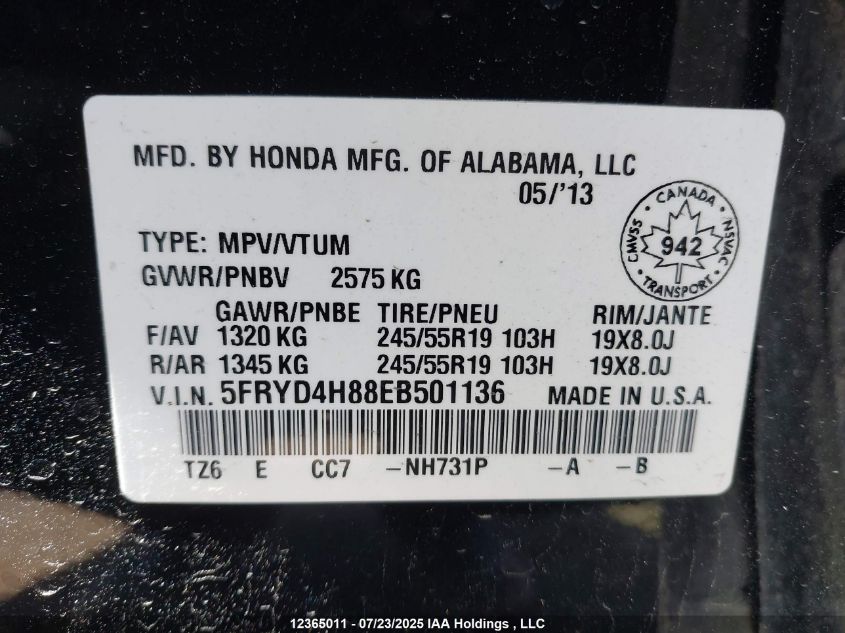 MFD. BY HONDA MFG. OF ALABAMA, LLC
05/'13
CANADA
CMVSS 942 NSVAC
TRANSPORT
TYPE: MPV/VTUM
GVWR/PNBV 2575 KG
GAWR/PNBE TIRE/PNEU RIM/JANTE
F/AV 1320 KG 245/55R19 103H 19X8.0J
R/AR 1345 KG 245/55R19 103H 19X8.0J
V.I.N. 5FRYD4H88EB501136 MADE IN U.S.A.
TZ6 E CC7 -NH731P -A -B
12365011 - 07/23/2025 IAA Holdings , LLC